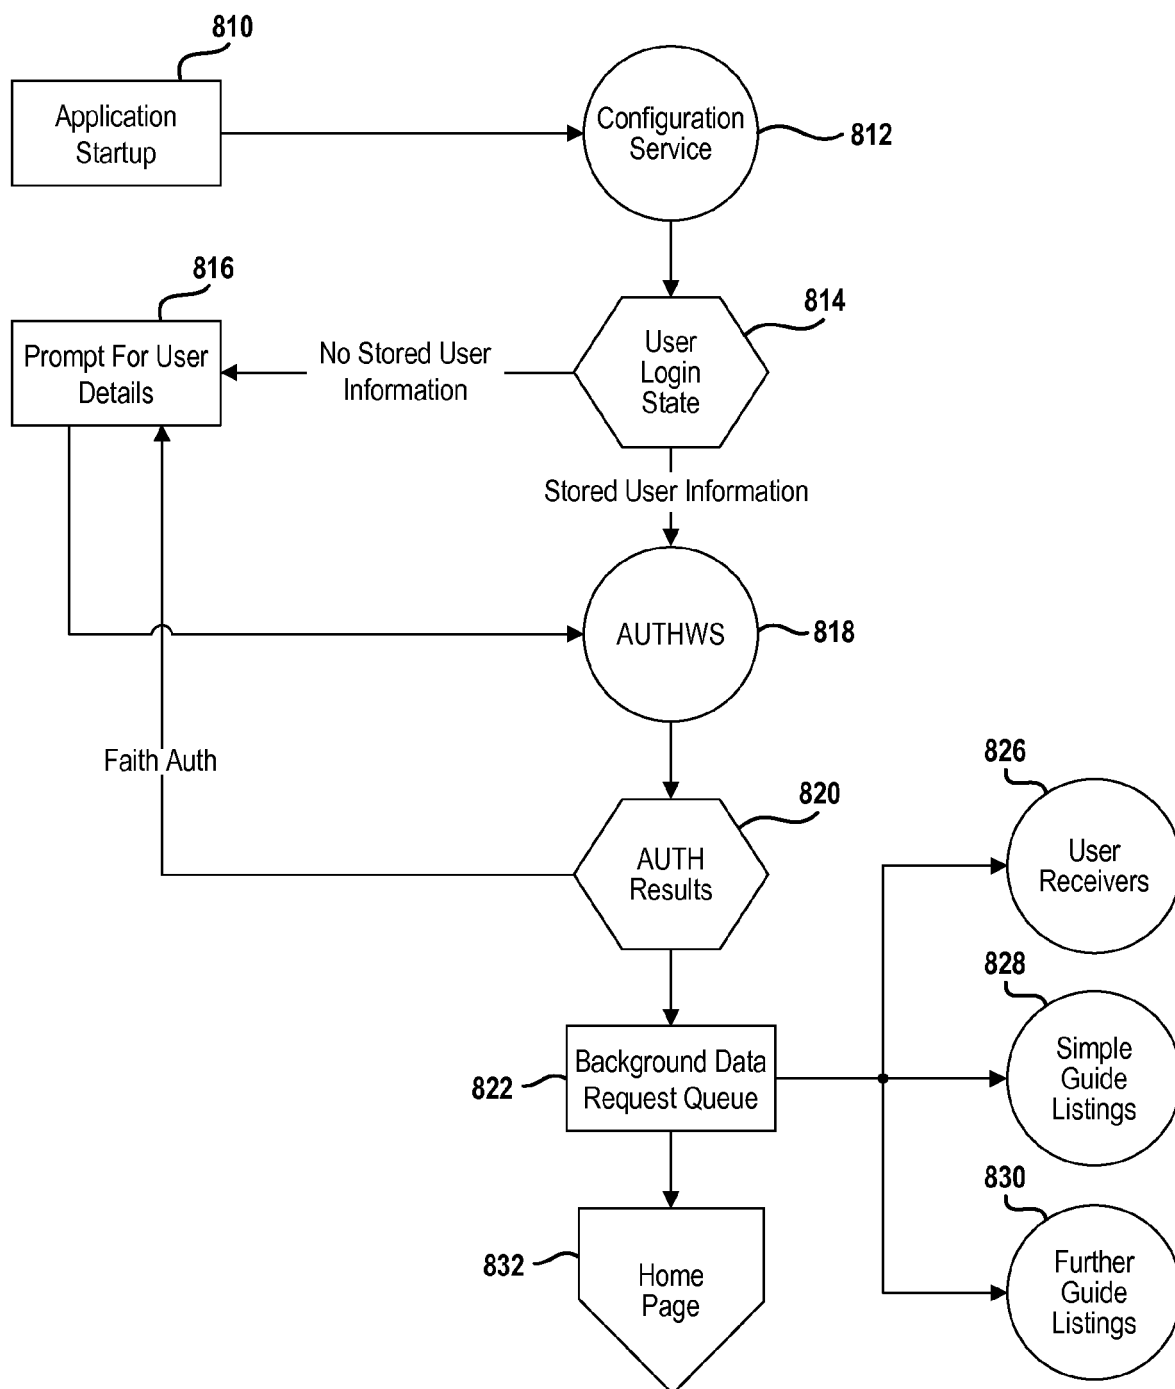 810
Application
Startup
Configuration
Service
812
816
Prompt For User
Details
No Stored User
Information
User
Login
State
814
Stored User Information
AUTHWS
818
Faith Auth
AUTH
Results
820
826
User
Receivers
822
Background Data
Request Queue
828
Simple
Guide
Listings
830
Further
Guide
Listings
832
Home
Page